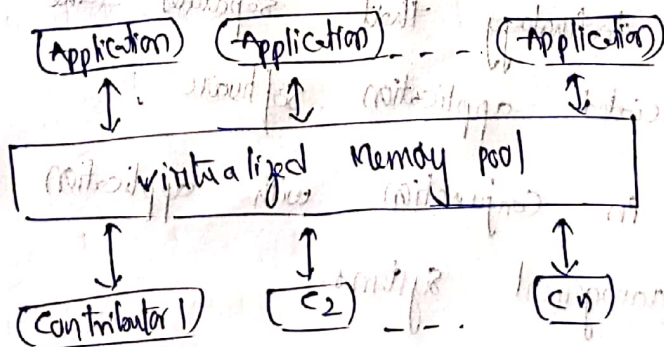 Application Application - - - - Application
virtualized Memory pool
Contributor 1 C2 - - - . Cn